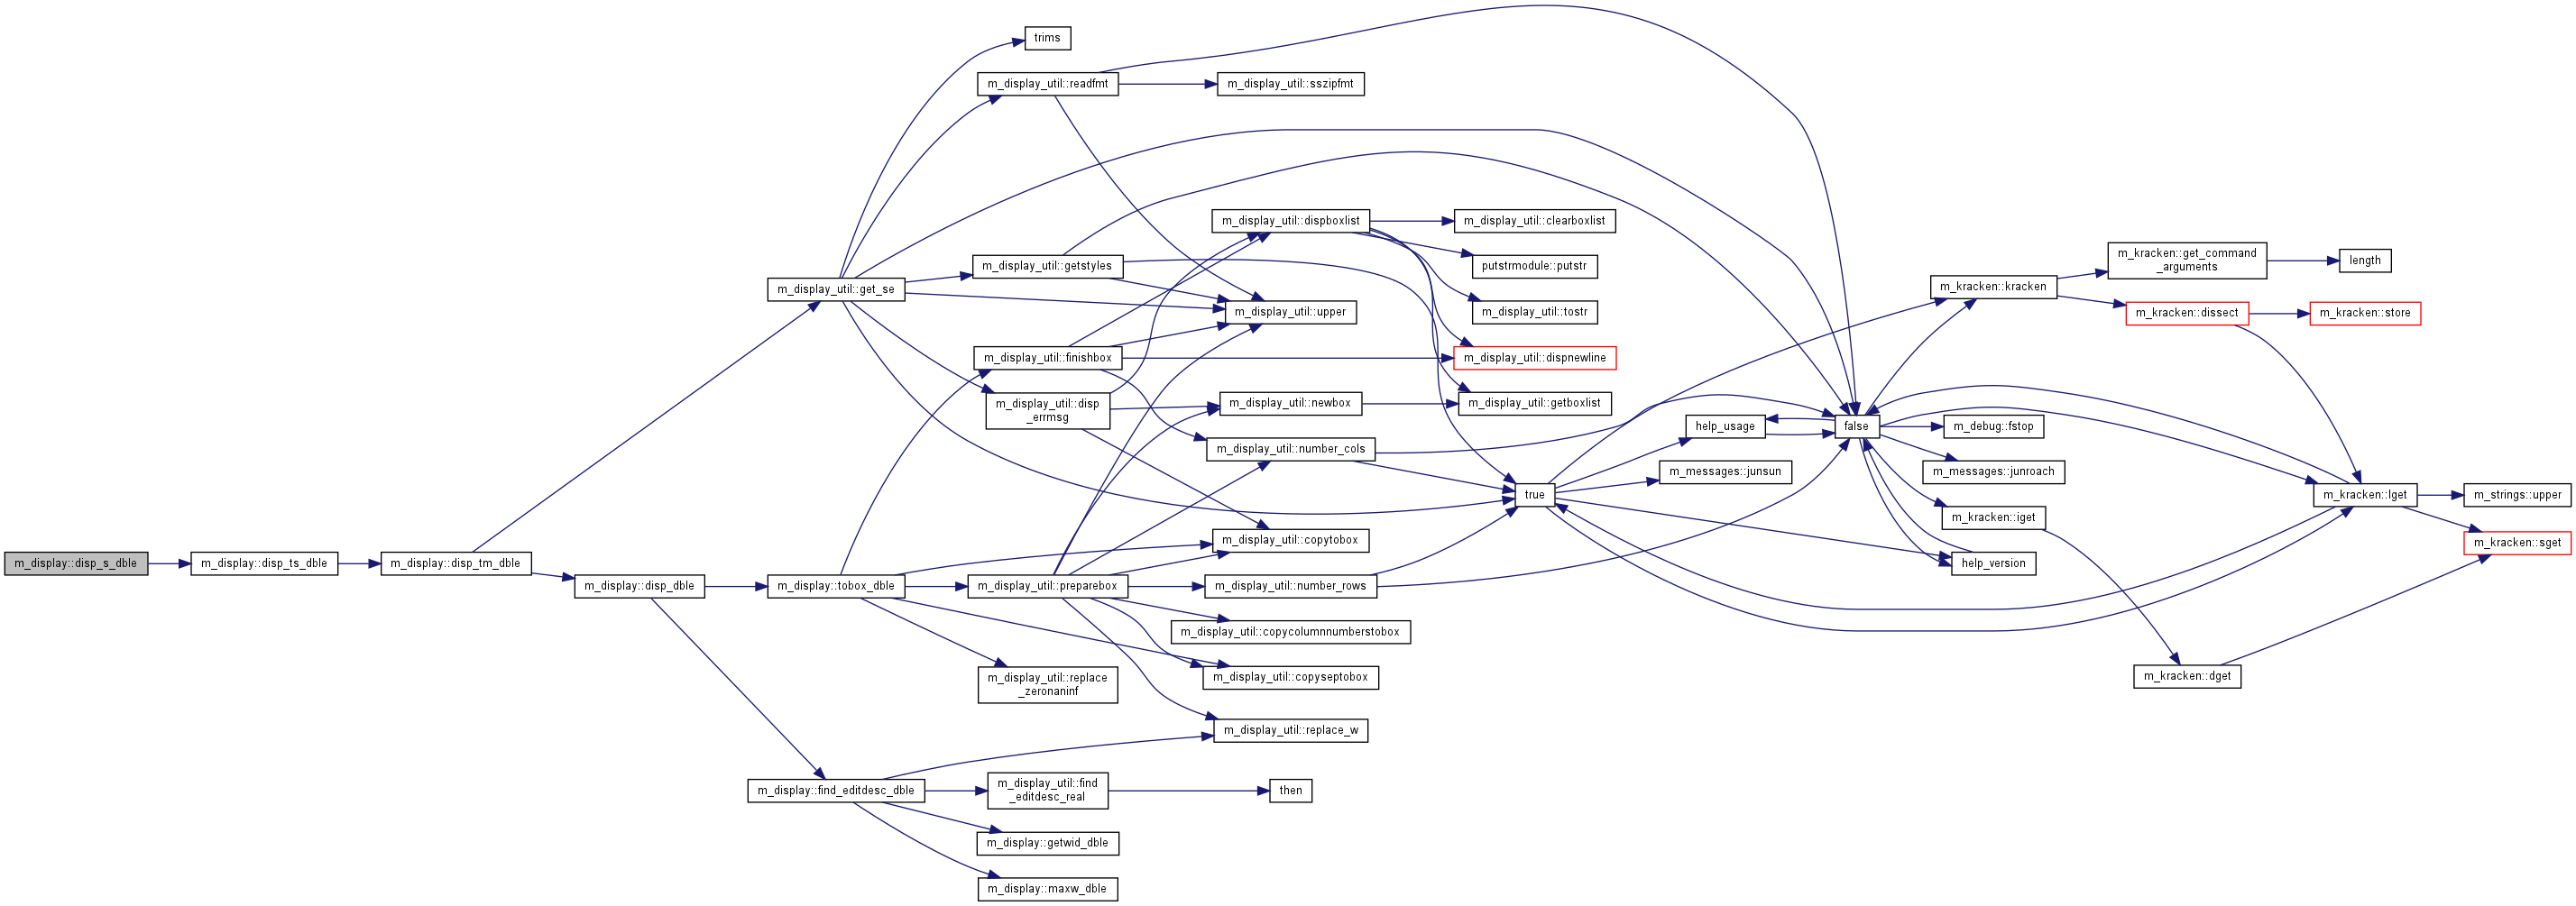 trims
m_display_util::readfmt
m_display_util::sszipfmt
m_display_util::dispboxlist
m_display_util::clearboxlist
m_kracken::get_command
_arguments
length
m_display_util::getstyles
putstrmodule::putstr
m_display_util::get_se
m_kracken::kracken
m_display_util::upper
m_display_util::tostr
m_kracken::dissect
m_kracken::store
m_display_util::finishbox
m_display_util::dispnewline
m_display_util::disp
_errmsg
m_display_util::newbox
m_display_util::getboxlist
help_usage
false
m_debug::fstop
m_display_util::number_cols
m_messages::junsun
m_messages::junroach
true
m_kracken::lget
m_strings::upper
m_kracken::iget
m_display_util::copytobox
m_kracken::sget
m_display::disp_s_dble
m_display::disp_ts_dble
m_display::disp_tm_dble
help_version
m_display::disp_dble
m_display::tobox_dble
m_display_util::preparebox
m_display_util::number_rows
m_display_util::copycolumnnumberstobox
m_display_util::replace
_zeronaninf
m_display_util::copyseptobox
m_kracken::dget
m_display_util::replace_w
m_display::find_editdesc_dble
m_display_util::find
_editdesc_real
then
m_display::getwid_dble
m_display::maxw_dble